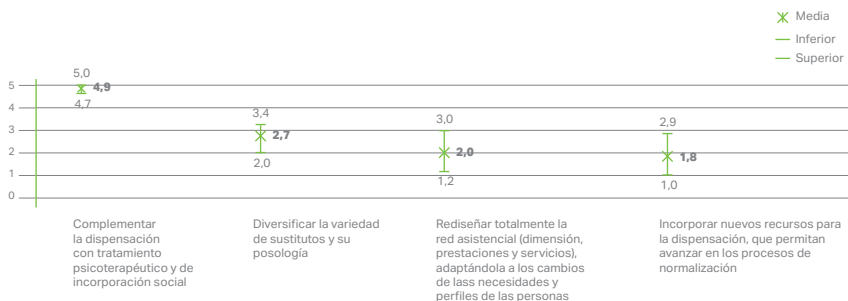 Media
Inferior
Superior
5,0
4,9
4,7
3,4
2,7
2,0
3,0
2,0
1,2
2,9
1,8
1,0
5
4
3
2
1
0
Complementar
la dispensación
con tratamiento
psicoterapéutico y de
incorporación social
Diversificar la variedad
de sustitutos y su
posología
Rediseñar totalmente la
red asistencial (dimensión,
prestaciones y servicios),
adaptándola a los cambios
de lass necesidades y
perfiles de las personas
Incorporar nuevos recursos para
la dispensación, que permitan
avanzar en los procesos de
normalización